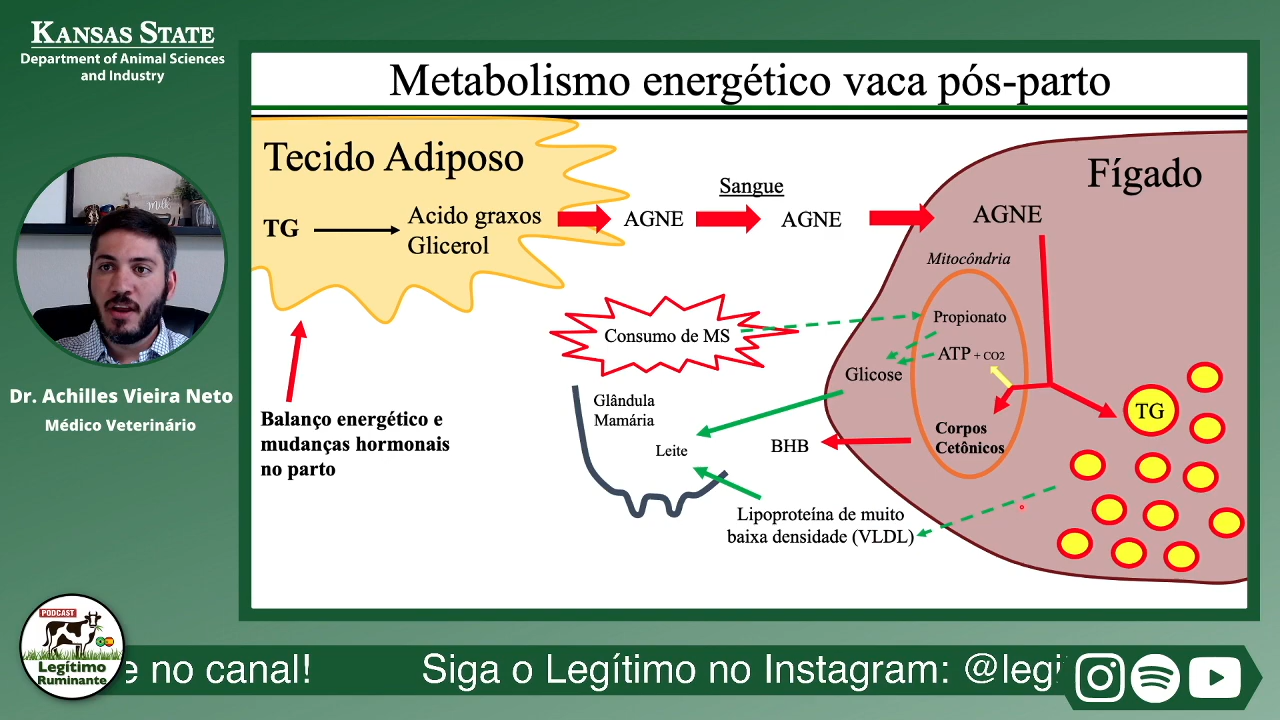 KANSAS STATE
Department of Animal Sciences
and Industry
Metabolismo energético vaca pós-parto
Tecido Adiposo
TG
Acido graxos
Glicerol
AGNE
Sangue
AGNE
Fígado
AGNE
Mitocôndria
Propionato
ATP + CO2
Consumo de MS
Glicose
Glândula
Mamária
Leite
BHB
Corpos
Cetônicos
TG
Lipoproteína de muito
baixa densidade (VLDL)
Balanço energético e
mudanças hormonais
no parto
milk
Dr. Achilles Vieira Neto
Médico Veterinário
PODCAST
Legítimo
Ruminante
e no canal!
Siga o Legítimo no Instagram: @legi